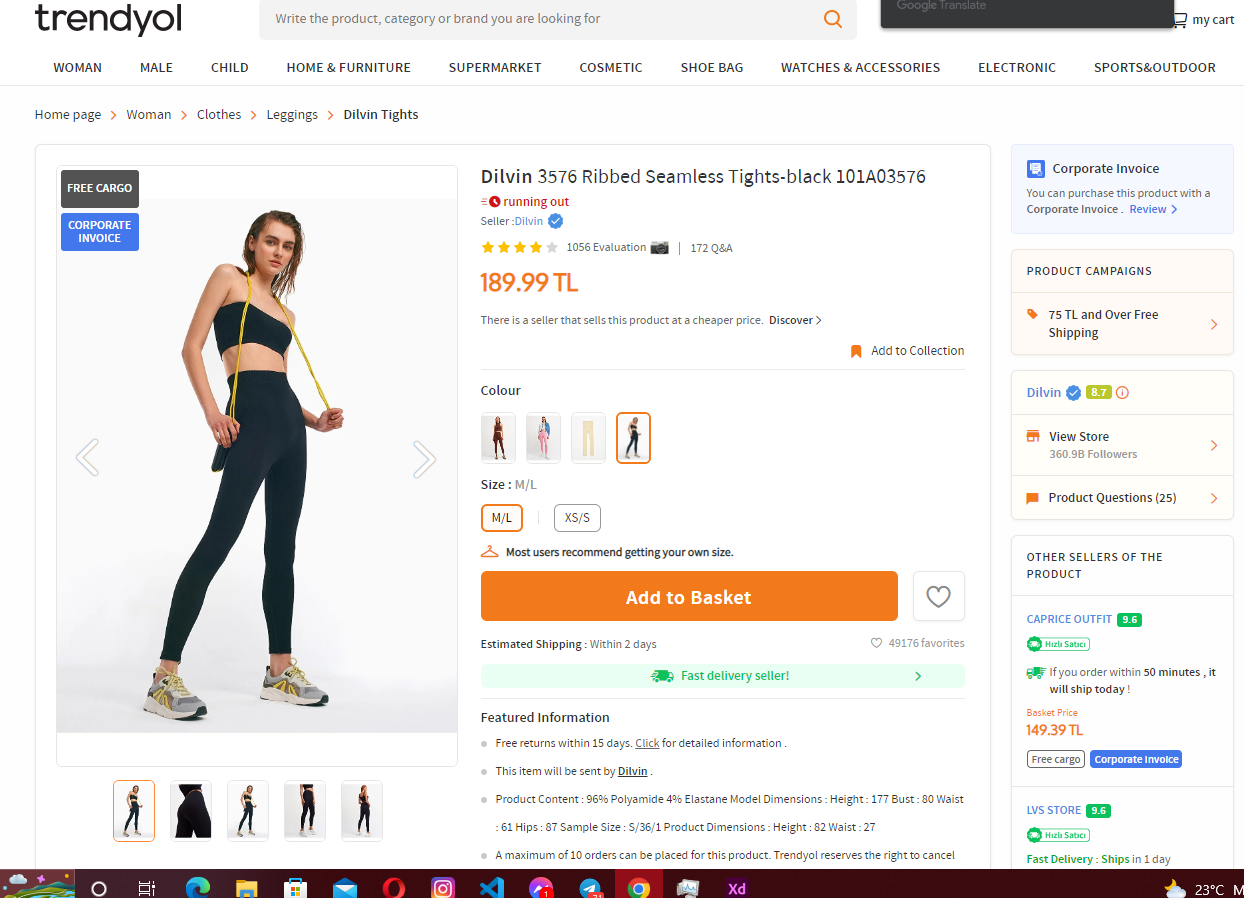 trendyol
Write the product, category or brand you are looking for
Google Translate
my cart
WOMAN MALE CHILD HOME & FURNITURE SUPERMARKET COSMETIC SHOE BAG WATCHES & ACCESSORIES ELECTRONIC SPORTS&OUTDOOR
Home page > Woman > Clothes > Leggings > Dilvin Tights
FREE CARGO
CORPORATE
INVOICE
Dilvin 3576 Ribbed Seamless Tights-black 101A03576
running out
Seller :Dilvin
1056 Evaluation | 172 Q&A
189.99 TL
There is a seller that sells this product at a cheaper price. Discover >
Add to Collection
Colour
Size : M/L
M/L
XS/S
Most users recommend getting your own size.
Add to Basket
Estimated Shipping : Within 2 days
49176 favorites
Fast delivery seller!
Featured Information
Free returns within 15 days. Click for detailed information .
This item will be sent by Dilvin .
Product Content : 96% Polyamide 4% Elastane Model Dimensions : Height : 177 Bust : 80 Waist
: 61 Hips : 87 Sample Size : S/36/1 Product Dimensions : Height : 82 Waist : 27
A maximum of 10 orders can be placed for this product. Trendyol reserves the right to cancel
Corporate Invoice
You can purchase this product with a
Corporate Invoice . Review >
PRODUCT CAMPAIGNS
75 TL and Over Free
Shipping
Dilvin 8.7
View Store
360.9B Followers
Product Questions (25)
OTHER SELLERS OF THE
PRODUCT
CAPRICE OUTFIT 9.6
Hızlı Satıcı
If you order within 50 minutes , it
will ship today !
Basket Price
149.39 TL
Free cargo Corporate Invoice
LVS STORE 9.6
Hızlı Satıcı
Fast Delivery : Ships in 1 day
1
71
Xd
23°C M